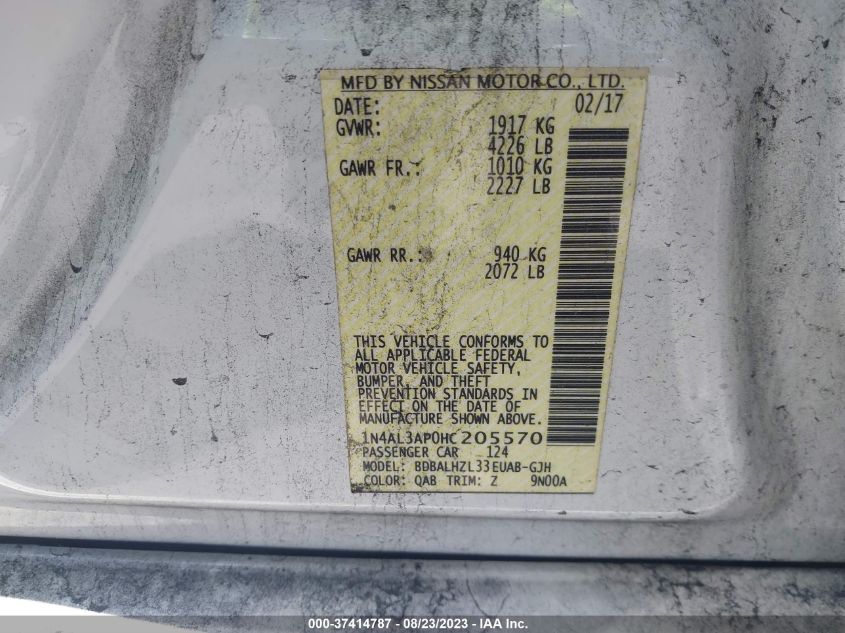 MFD BY NISSAN MOTOR CO., LTD.
DATE: 02/17
GVWR: 1917 KG
4226 LB
GAWR FR.: 1010 KG
2227 LB
GAWR RR.: 940 KG
2072 LB
THIS VEHICLE CONFORMS TO
ALL APPLICABLE FEDERAL
MOTOR VEHICLE SAFETY,
BUMPER, AND THEFT
PREVENTION STANDARDS IN
EFFECT ON THE DATE OF
MANUFACTURE SHOWN ABOVE.
1N4AL3AP0HC205570
PASSENGER CAR 124
MODEL: BDBALHZL33EUAB-GJH
COLOR: QAB TRIM: Z 9N00A
000-37414787 - 08/23/2023 - IAAI.com